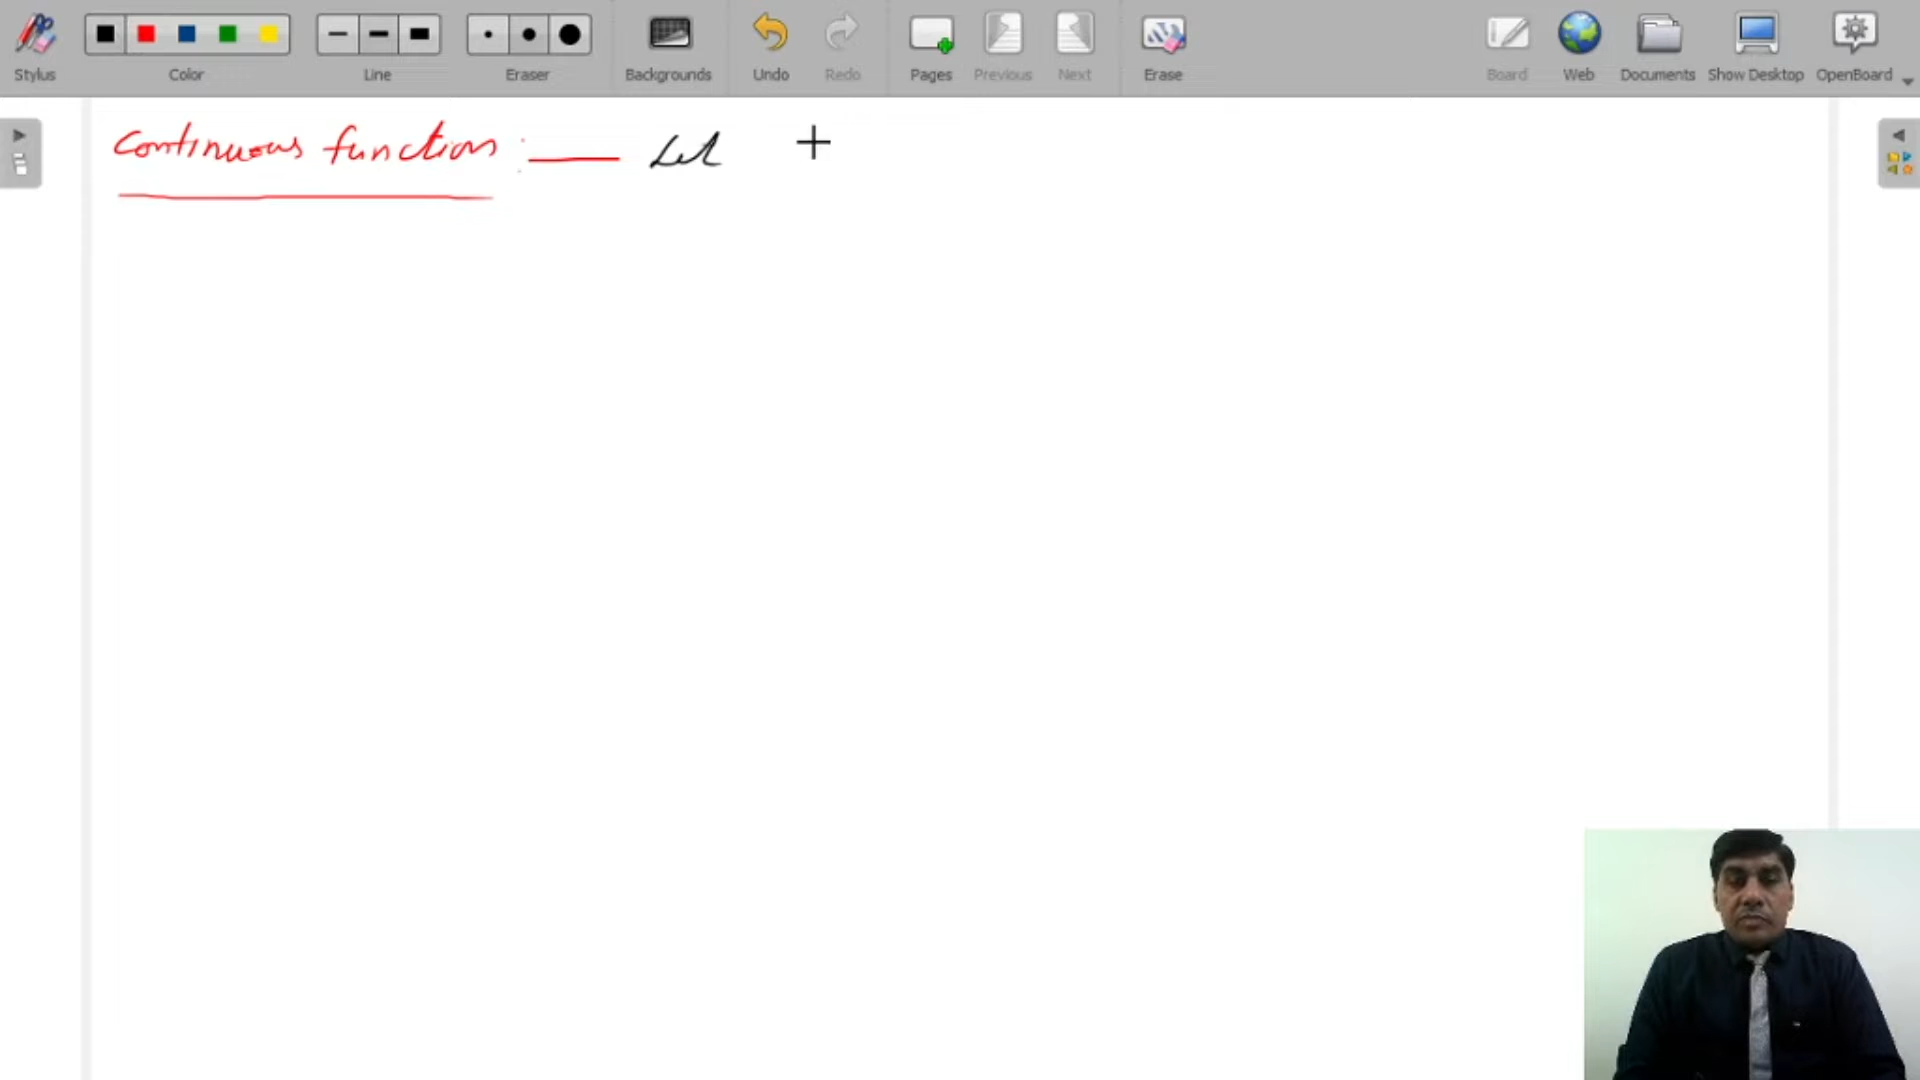 Stylus Color Line Eraser Backgrounds Undo Redo Pages Previous Next Erase Board Web Documents Show Desktop OpenBoard
Continuous function : Let